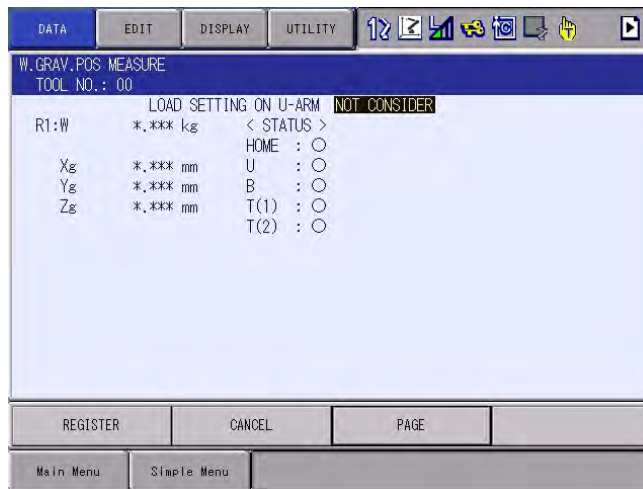 DATA EDIT DISPLAY UTILITY
W.GRAV.POS MEASURE
TOOL NO.: 00
LOAD SETTING ON U-ARM NOT CONSIDER
R1:W *.*** kg < STATUS >
HOME : ○
Xg *.*** mm U : ○
Yg *.*** mm B : ○
Zg *.*** mm T(1) : ○
T(2) : ○
REGISTER CANCEL PAGE
Main Menu Simple Menu